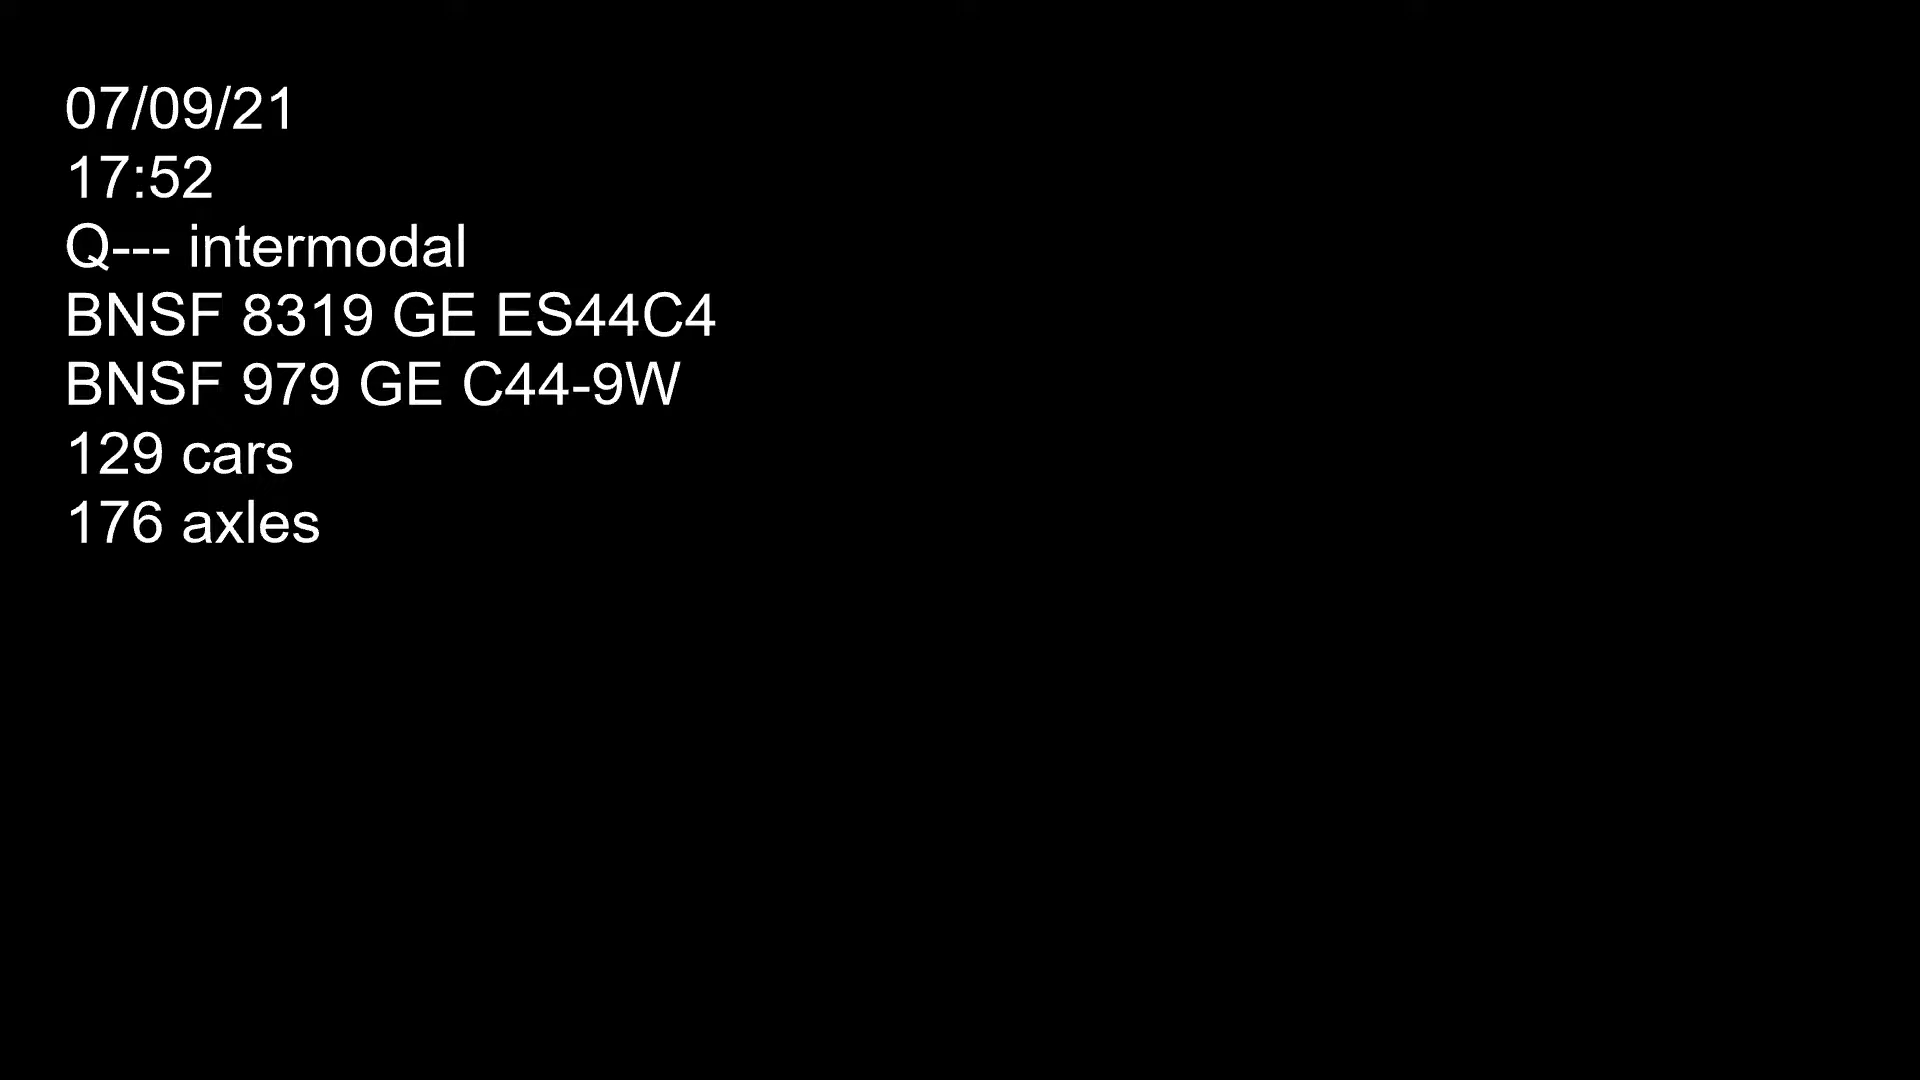 07/09/21
17:52
Q--- intermodal
BNSF 8319 GE ES44C4
BNSF 979 GE C44-9W
129 cars
176 axles